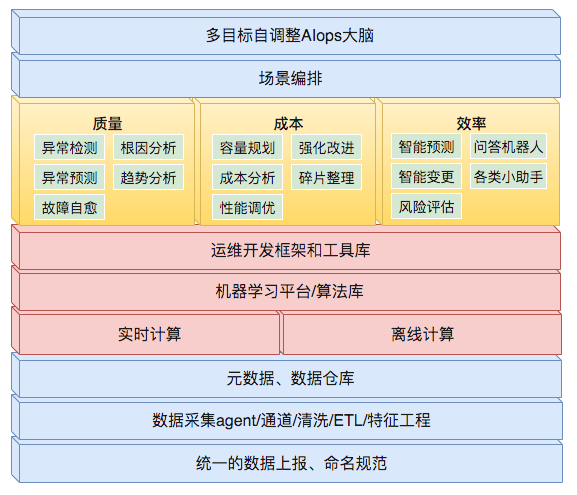 多目标自调整AIops大脑
场景编排
质量
异常检测 根因分析
异常预测 趋势分析
故障自愈
成本
容量规划 强化改进
成本分析 碎片整理
性能调优
效率
智能预测 问答机器人
智能变更 各类小助手
风险评估
运维开发框架和工具库
机器学习平台/算法库
实时计算 离线计算
元数据、数据仓库
数据采集agent/通道/清洗/ETL/特征工程
统一的数据上报、命名规范